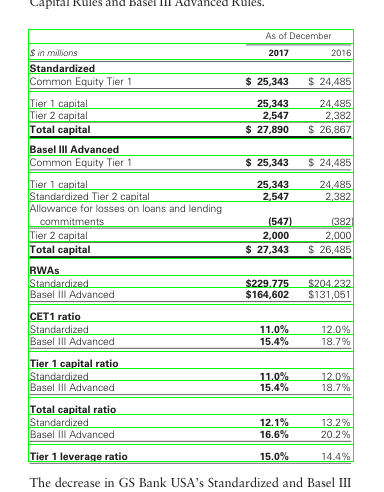 Capital Rules and Basel III Advanced Rules.
As of December
$ in millions 2017 2016
Standardized
Common Equity Tier 1 $ 25,343 $ 24,485
Tier 1 capital 25,343 24,485
Tier 2 capital 2,547 2,382
Total capital $ 27,890 $ 26,867
Basel III Advanced
Common Equity Tier 1 $ 25,343 $ 24,485
Tier 1 capital 25,343 24,485
Standardized Tier 2 capital 2,547 2,382
Allowance for losses on loans and lending
commitments (547) (382)
Tier 2 capital 2,000 2,000
Total capital $ 27,343 $ 26,485
RWAs
Standardized $229,775 $204,232
Basel III Advanced $164,602 $131,051
CET1 ratio
Standardized 11.0% 12.0%
Basel III Advanced 15.4% 18.7%
Tier 1 capital ratio
Standardized 11.0% 12.0%
Basel III Advanced 15.4% 18.7%
Total capital ratio
Standardized 12.1% 13.2%
Basel III Advanced 16.6% 20.2%
Tier 1 leverage ratio 15.0% 14.4%
The decrease in GS Bank USA's Standardized and Basel III